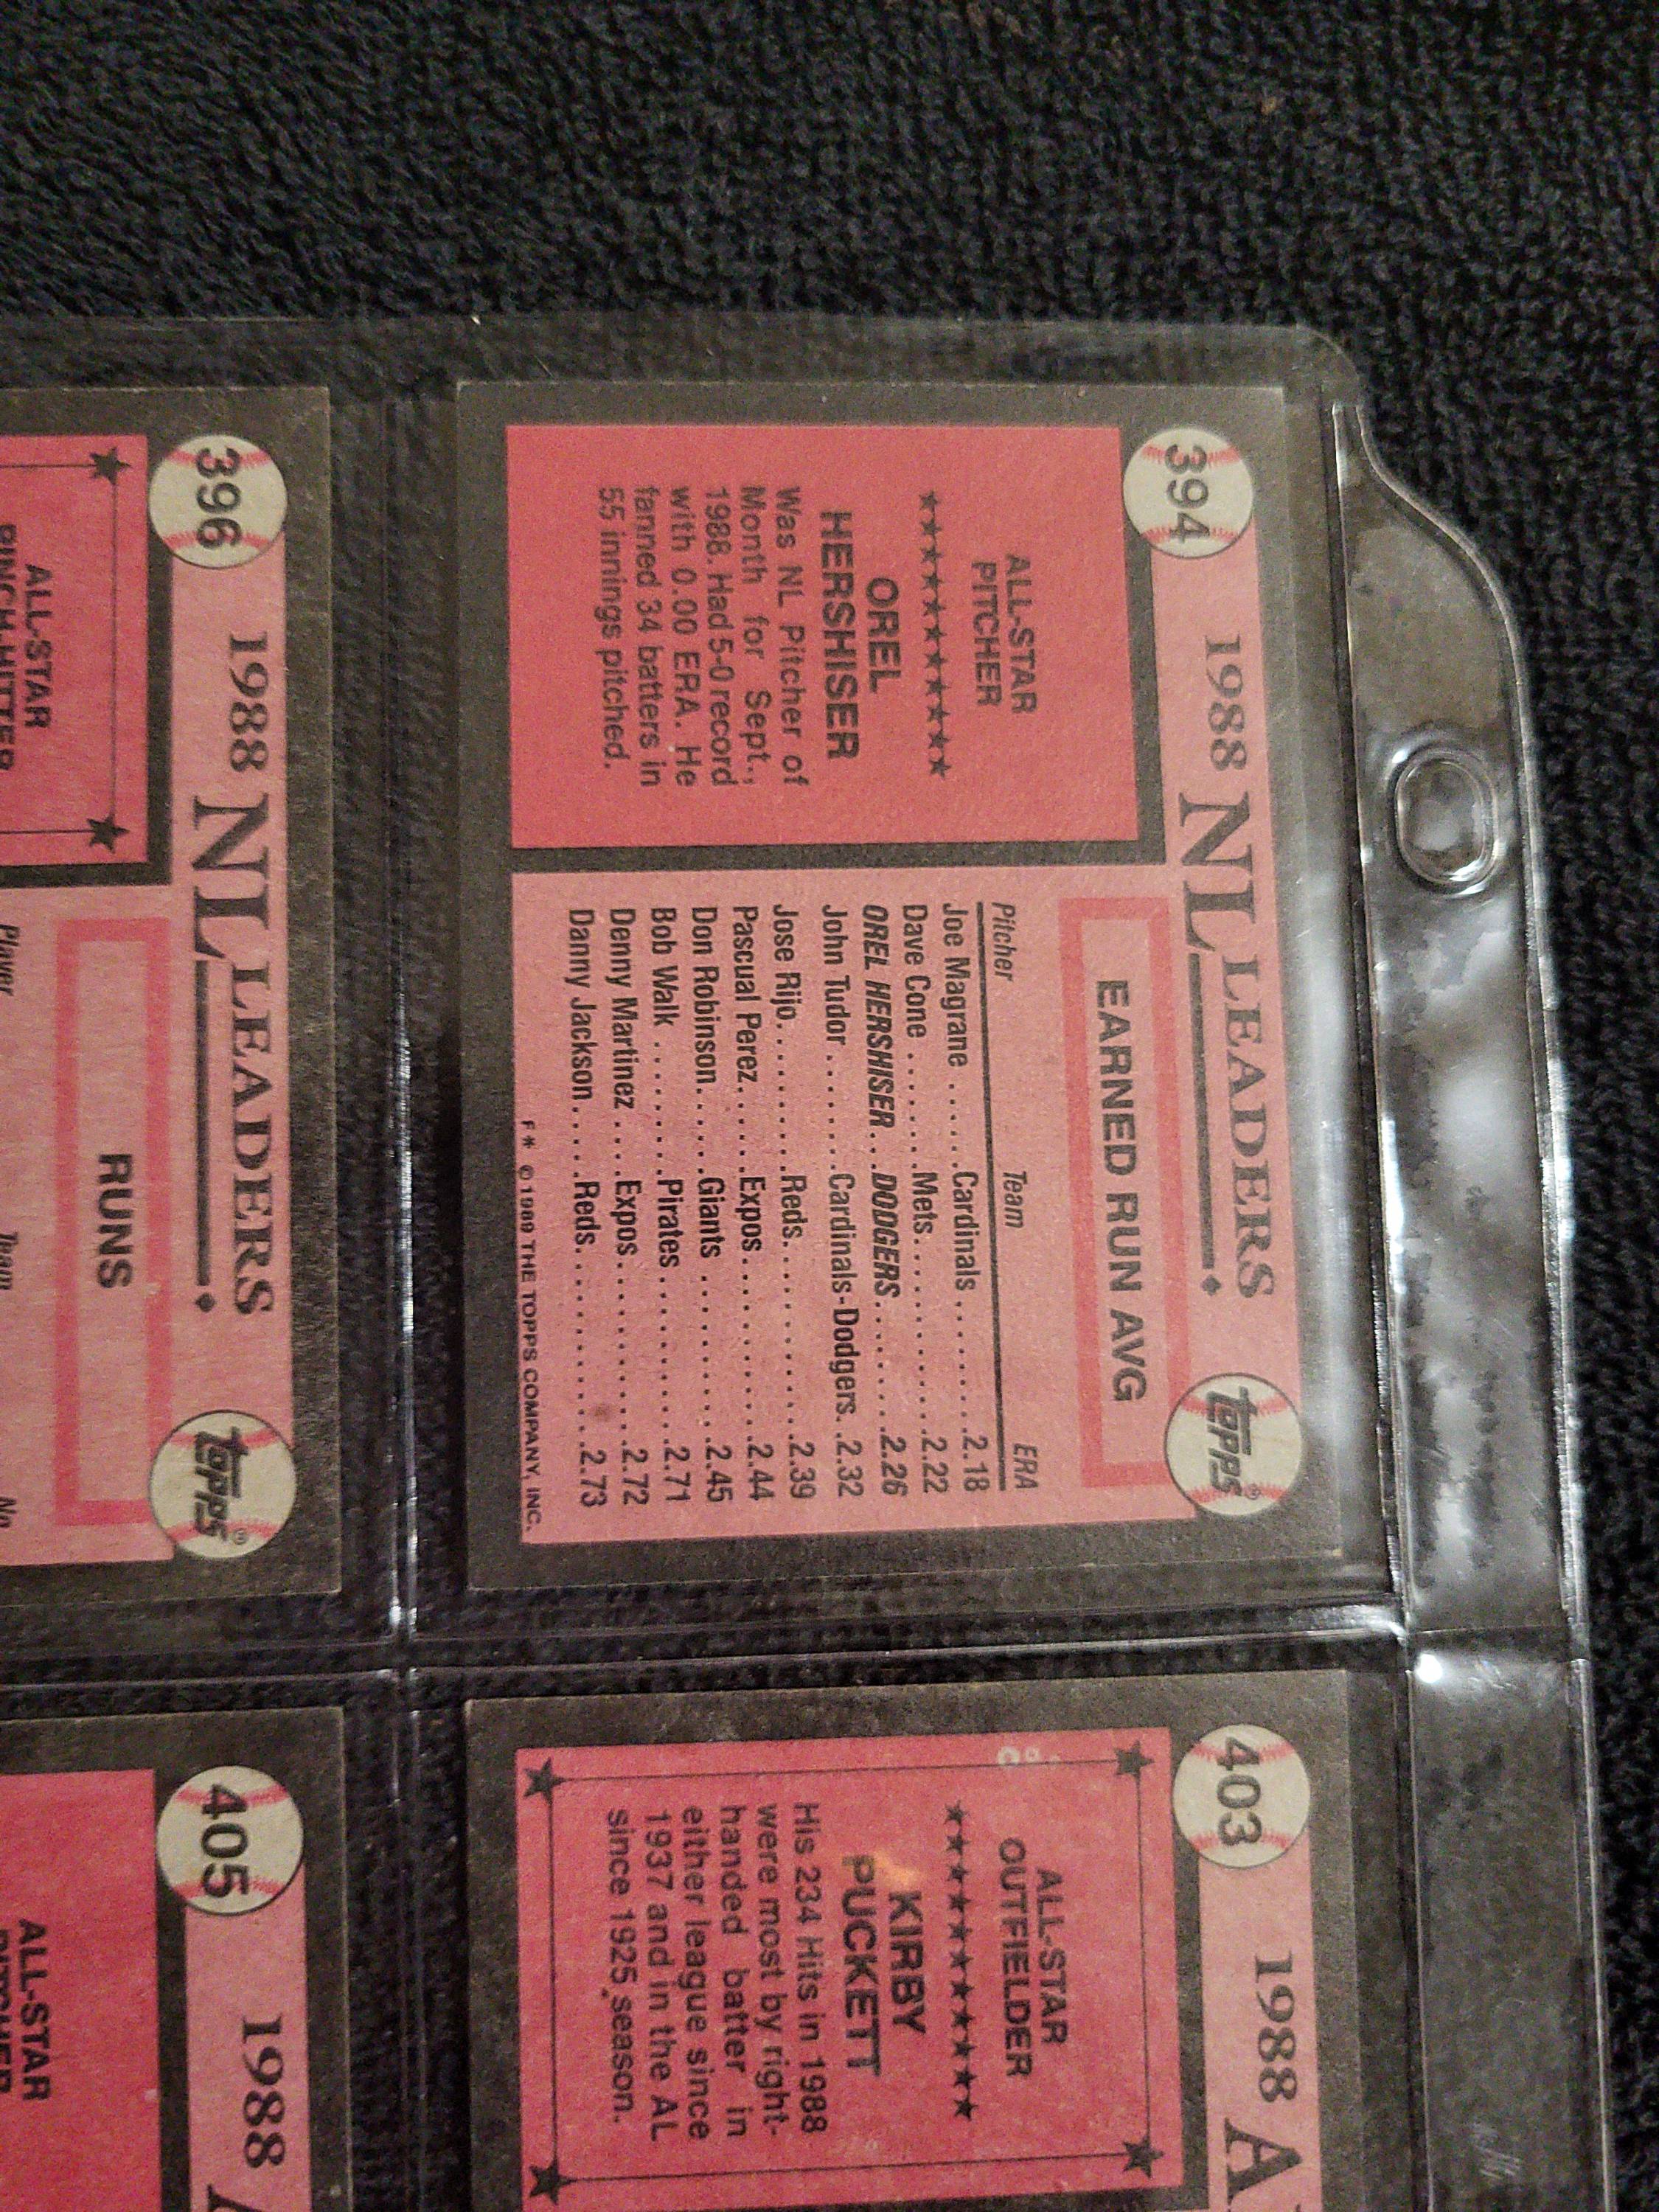 394
1988 NL LEADERS
topps®
ALL-STAR
PITCHER
OREL
HERSHISER
Was NL Pitcher of
Month for Sept.,
1988. Had 5-0 record
with 0.00 ERA. He
fanned 34 batters in
55 innings pitched.
EARNED RUN AVG
Pitcher Team ERA
Joe Magrane ......Cardinals..........2.18
Dave Cone ........Mets..............2.22
OREL HERSHISER...DODGERS.........2.26
John Tudor ........Cardinals-Dodgers..2.32
Jose Rijo...........Reds..............2.39
Pascual Perez.......Expos.............2.44
Don Robinson.......Giants ............2.45
Bob Walk ..........Pirates............2.71
Denny Martinez .....Expos.............2.72
Danny Jackson......Reds..............2.73
F* © 1989 THE TOPPS COMPANY, INC.
403
1988
ALL-STAR
OUTFIELDER
KIRBY
PUCKETT
His 234 Hits in 1988
were most by right-
handed batter in
either league since
1937 and in the AL
since 1925 season.
396
1988 NL LEADERS
topps®
ALL-STAR
PINCH-HITTER
RUNS
Player Team No.
405
1988
ALL-STAR